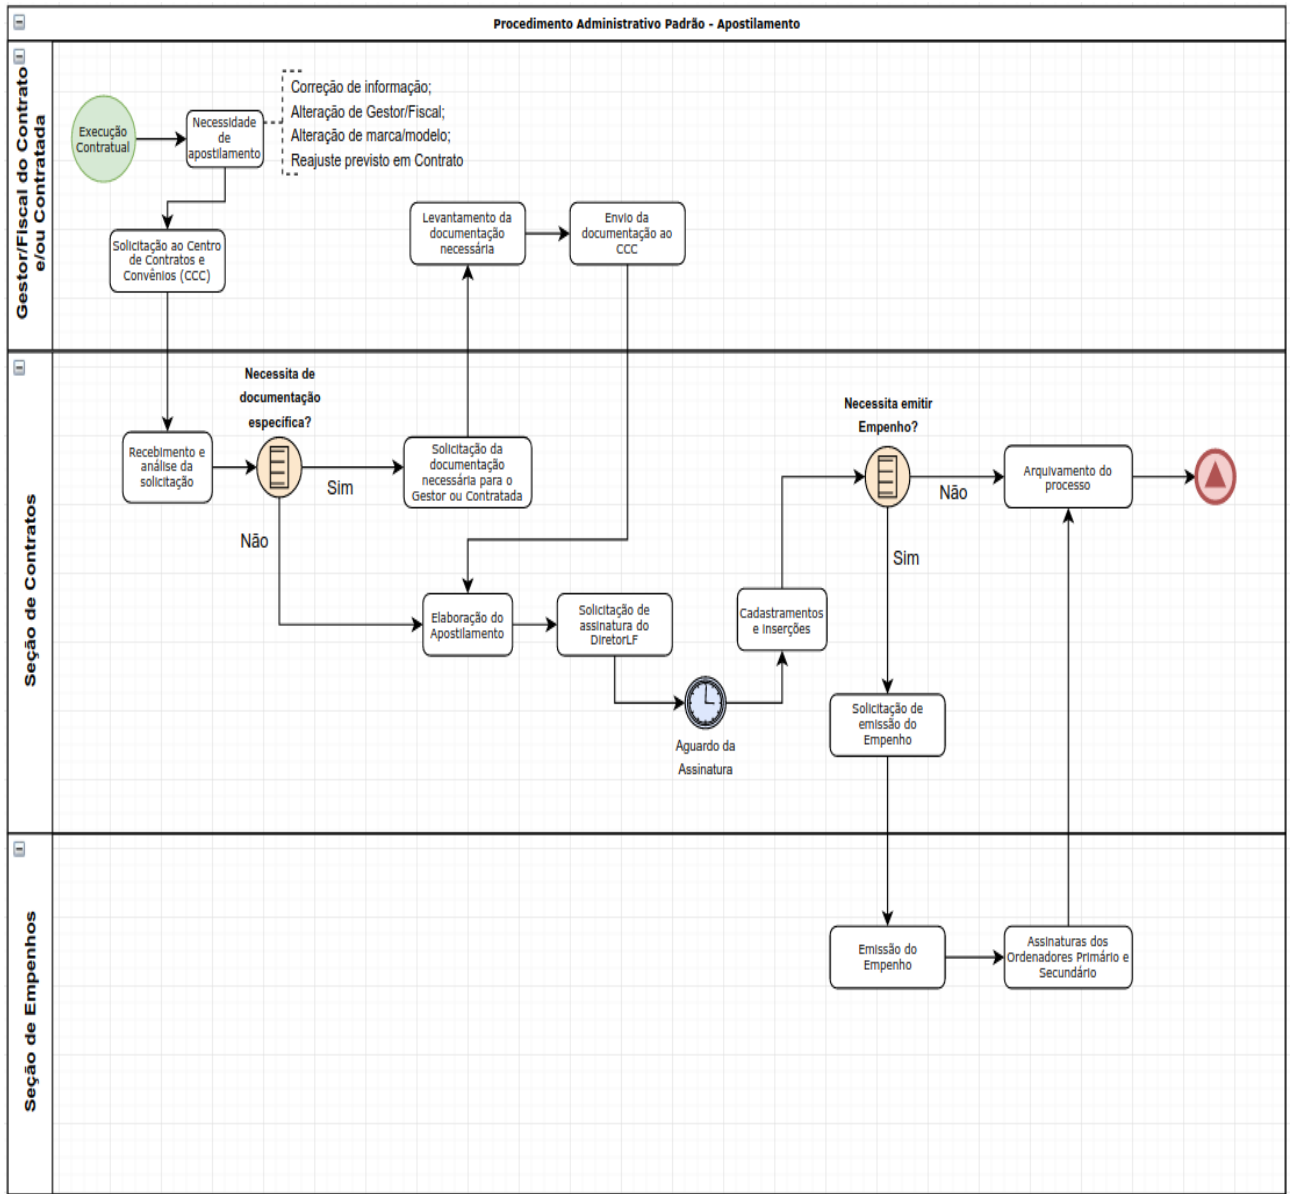 Procedimento Administrativo Padrão - Apostilamento
Gestor/Fiscal do Contrato
e/ou Contratada
Execução
Contratual
Necessidade
de
apostilamento
Correção de informação;
Alteração de Gestor/Fiscal;
Alteração de marca/modelo;
Reajuste previsto em Contrato
Solicitação ao Centro
de Contratos e
Convênios (CCC)
Levantamento da
documentação
necessária
Envio da
documentação ao
CCC
Seção de Contratos
Recebimento e
análise da
solicitação
Necessita de
documentação
específica?
Sim
Não
Solicitação da
documentação
necessária para o
Gestor ou Contratada
Elaboração do
Apostilamento
Solicitação de
assinatura do
DiretorLF
Aguardo da
Assinatura
Cadastramentos
e inserções
Necessita emitir
Empenho?
Não
Sim
Arquivamento do
processo
Solicitação de
emissão do
Empenho
Seção de Empenhos
Emissão do
Empenho
Assinaturas dos
Ordenadores Primário e
Secundário